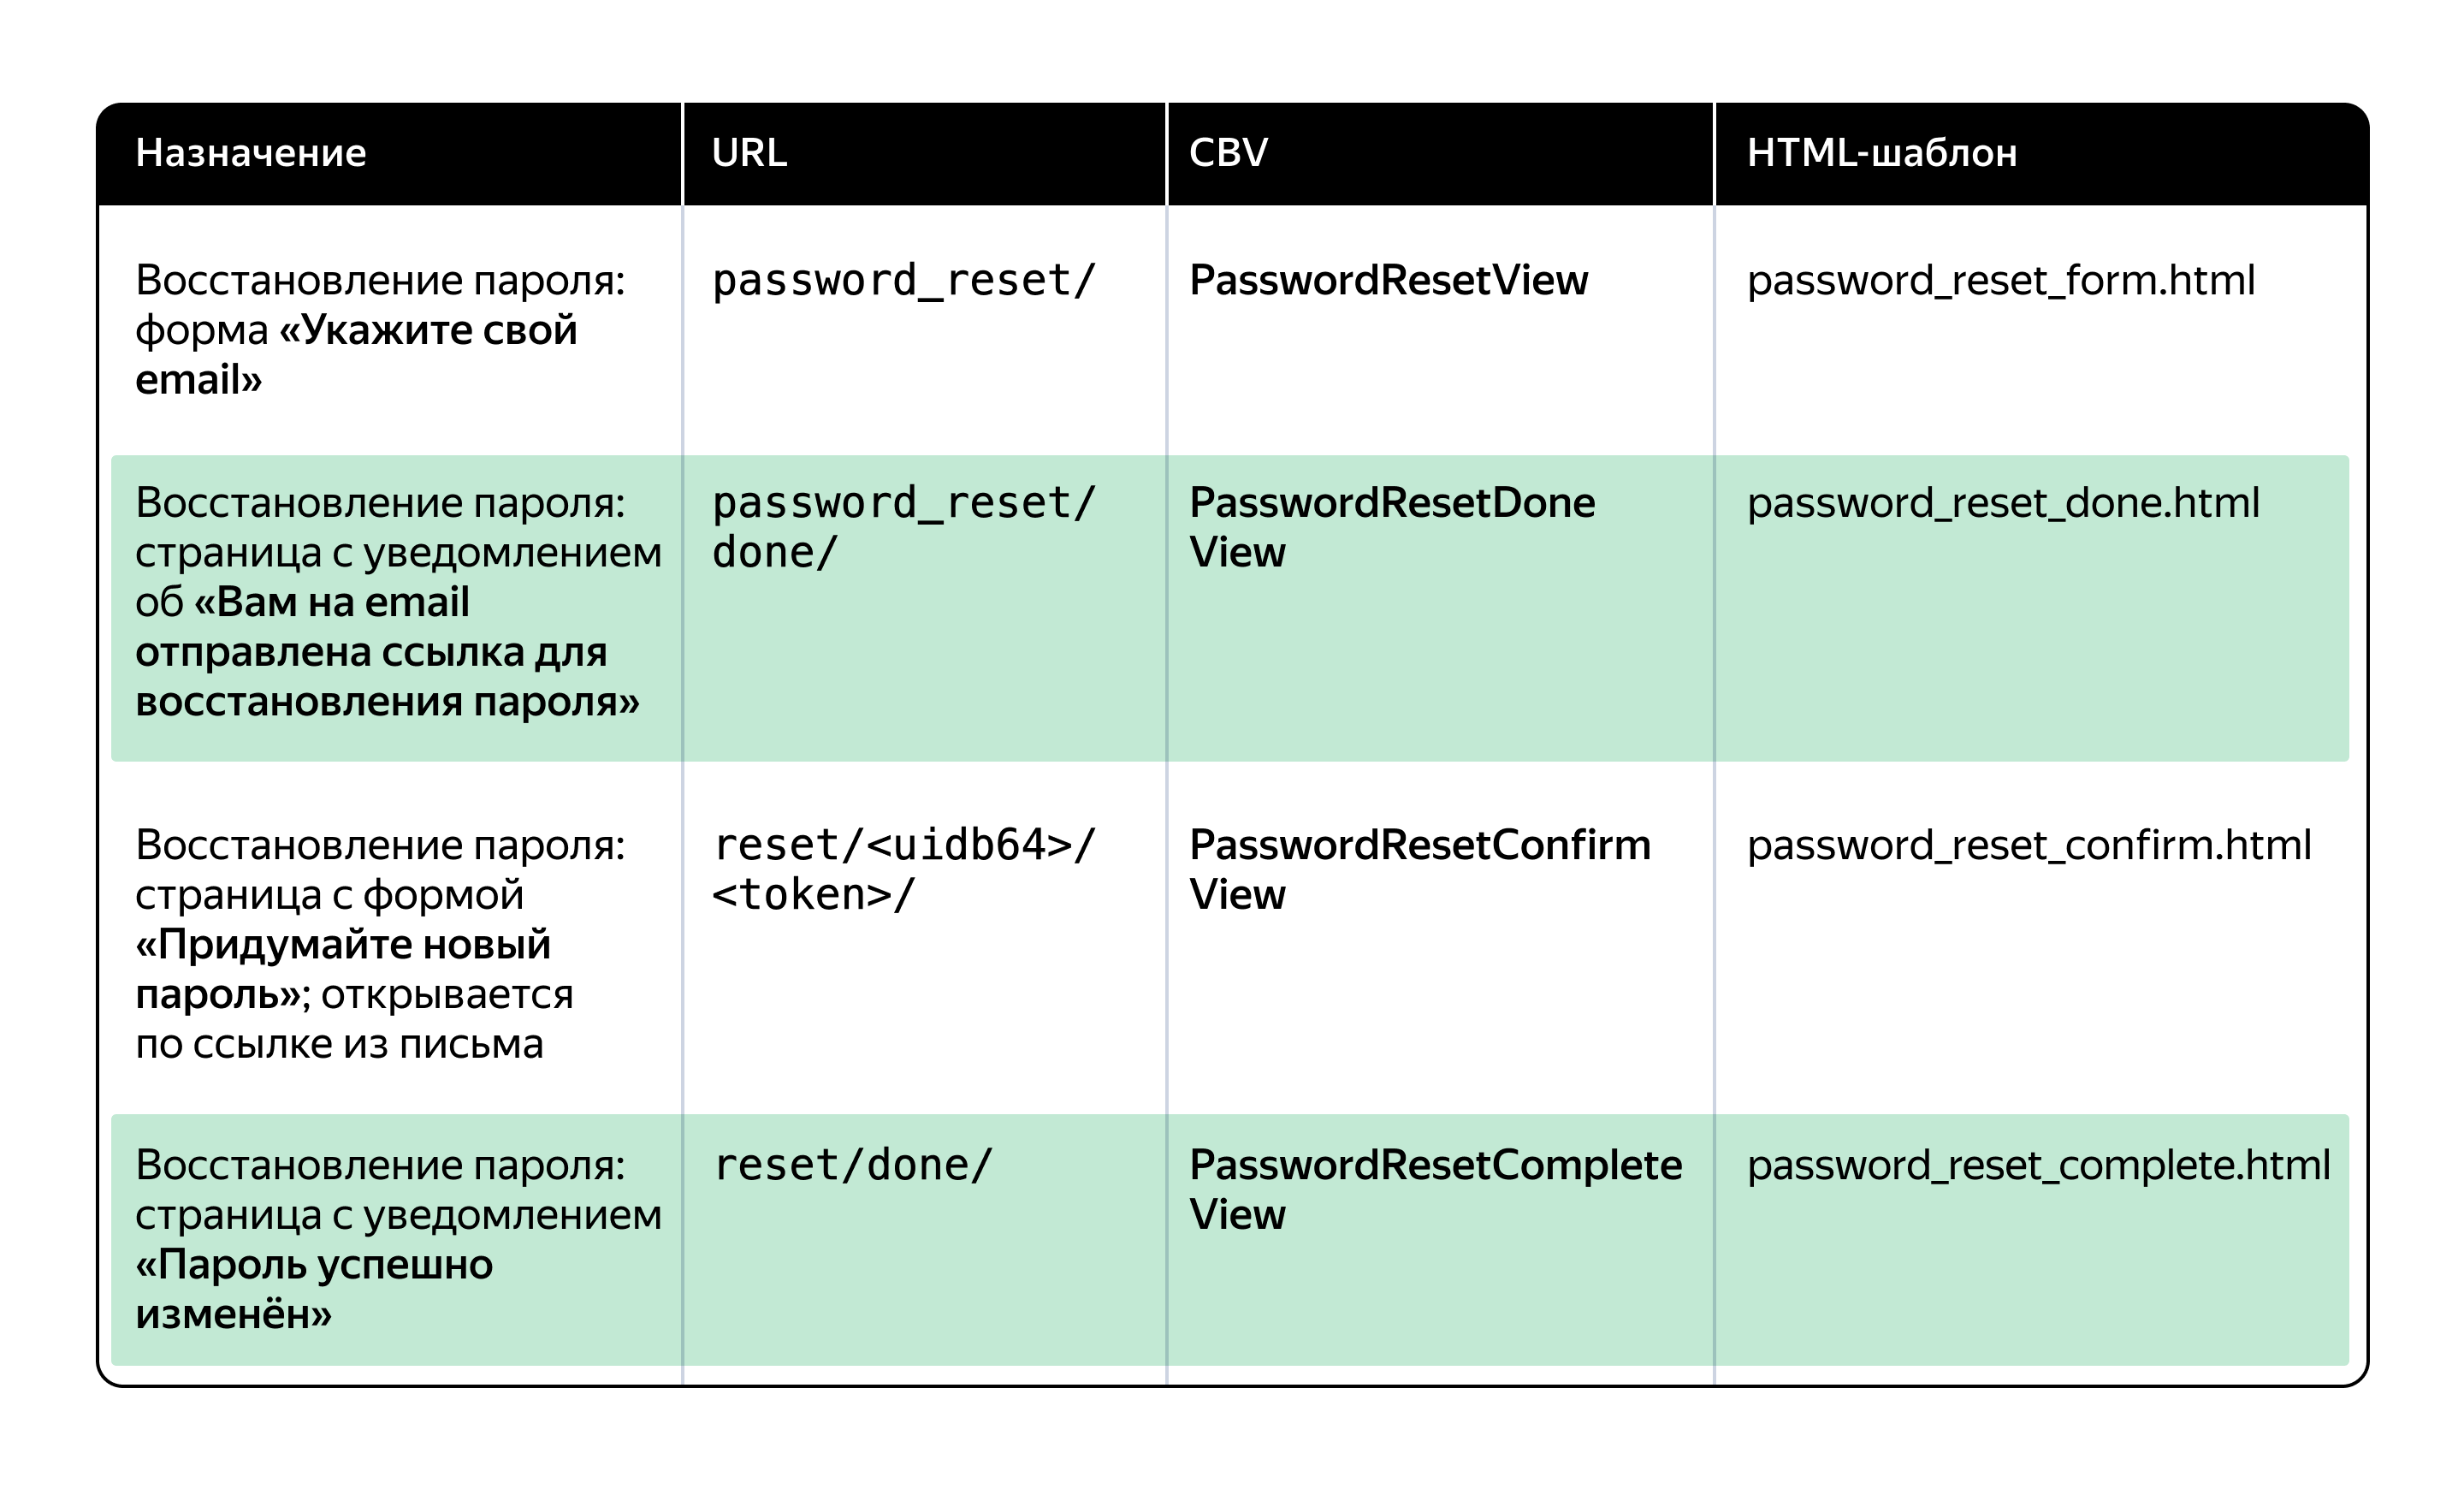 Назначение
URL
CBV
HTML-шаблон
Восстановление пароля:
форма «Укажите свой
email»
password_reset/
PasswordResetView
password_reset_form.html
Восстановление пароля:
страница с уведомлением
об «Вам на email
отправлена ссылка для
восстановления пароля»
password_reset/
done/
PasswordResetDone
View
password_reset_done.html
Восстановление пароля:
страница с формой
«Придумайте новый
пароль»; открывается
по ссылке из письма
reset/<uidb64>/
<token>/
PasswordResetConfirm
View
password_reset_confirm.html
Восстановление пароля:
страница с уведомлением
«Пароль успешно
изменён»
reset/done/
PasswordResetComplete
View
password_reset_complete.html